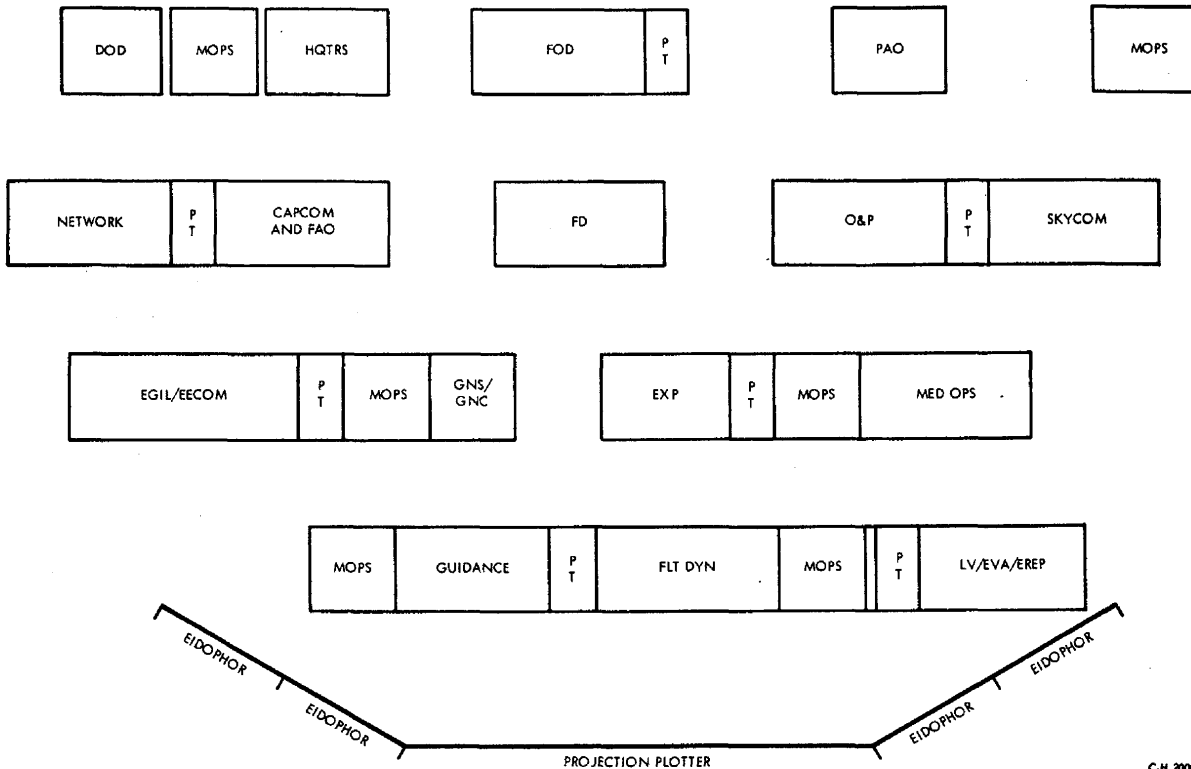 DOD MOPS HQTRS FOD P T PAO MOPS
NETWORK P T CAPCOM AND FAO FD O&P P T SKYCOM
EGIL/EECOM P T MOPS GNS/ GNC EXP P T MOPS MED OPS
MOPS GUIDANCE P T FLT DYN MOPS P T LV/EVA/EREP
EIDOPHOR EIDOPHOR
EIDOPHOR EIDOPHOR
PROJECTION PLOTTER